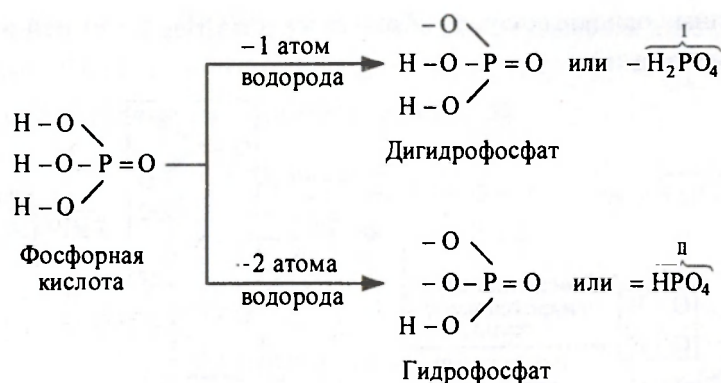 −1 атом
водорода
−O
H−O−P=O или −H₂PO₄
I
H−O
Дигидрофосфат
H−O
H−O−P=O
H−O
Фосфорная
кислота
−2 атома
водорода
−O
−O−P=O или =HPO₄
II
H−O
Гидрофосфат